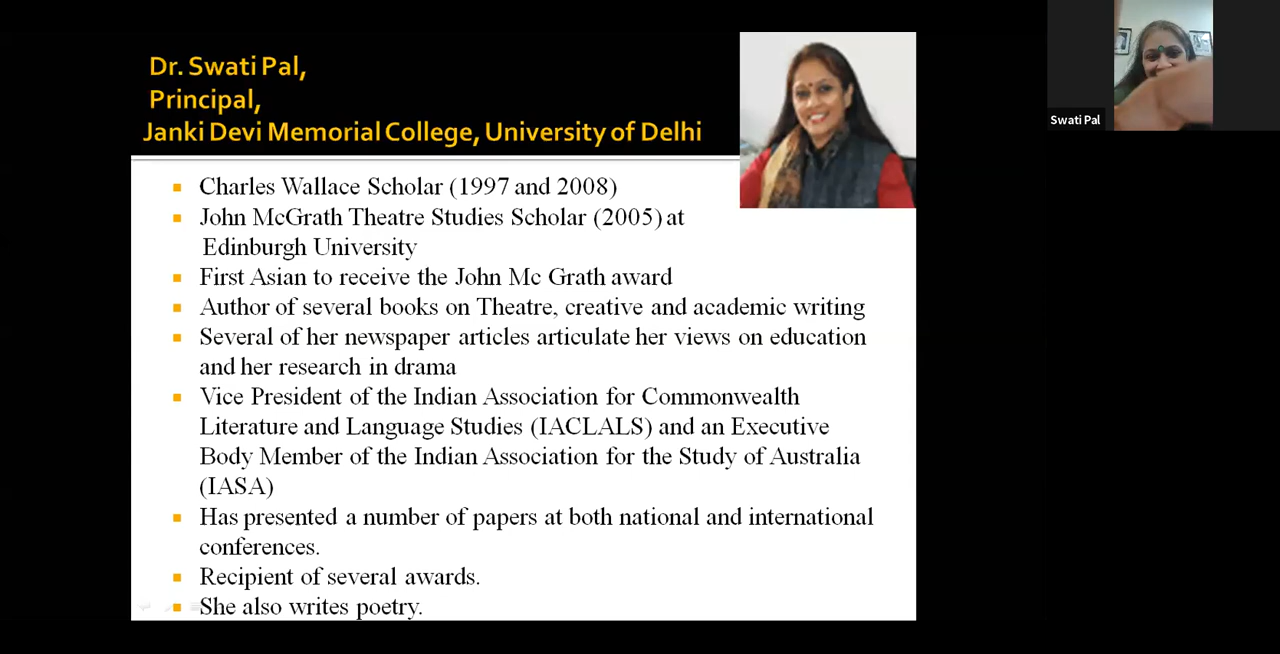 Dr. Swati Pal,
Principal,
Janki Devi Memorial College, University of Delhi
Swati Pal
Charles Wallace Scholar (1997 and 2008)
John McGrath Theatre Studies Scholar (2005) at
Edinburgh University
First Asian to receive the John Mc Grath award
Author of several books on Theatre, creative and academic writing
Several of her newspaper articles articulate her views on education
and her research in drama
Vice President of the Indian Association for Commonwealth
Literature and Language Studies (IACLALS) and an Executive
Body Member of the Indian Association for the Study of Australia
(IASA)
Has presented a number of papers at both national and international
conferences.
Recipient of several awards.
She also writes poetry.